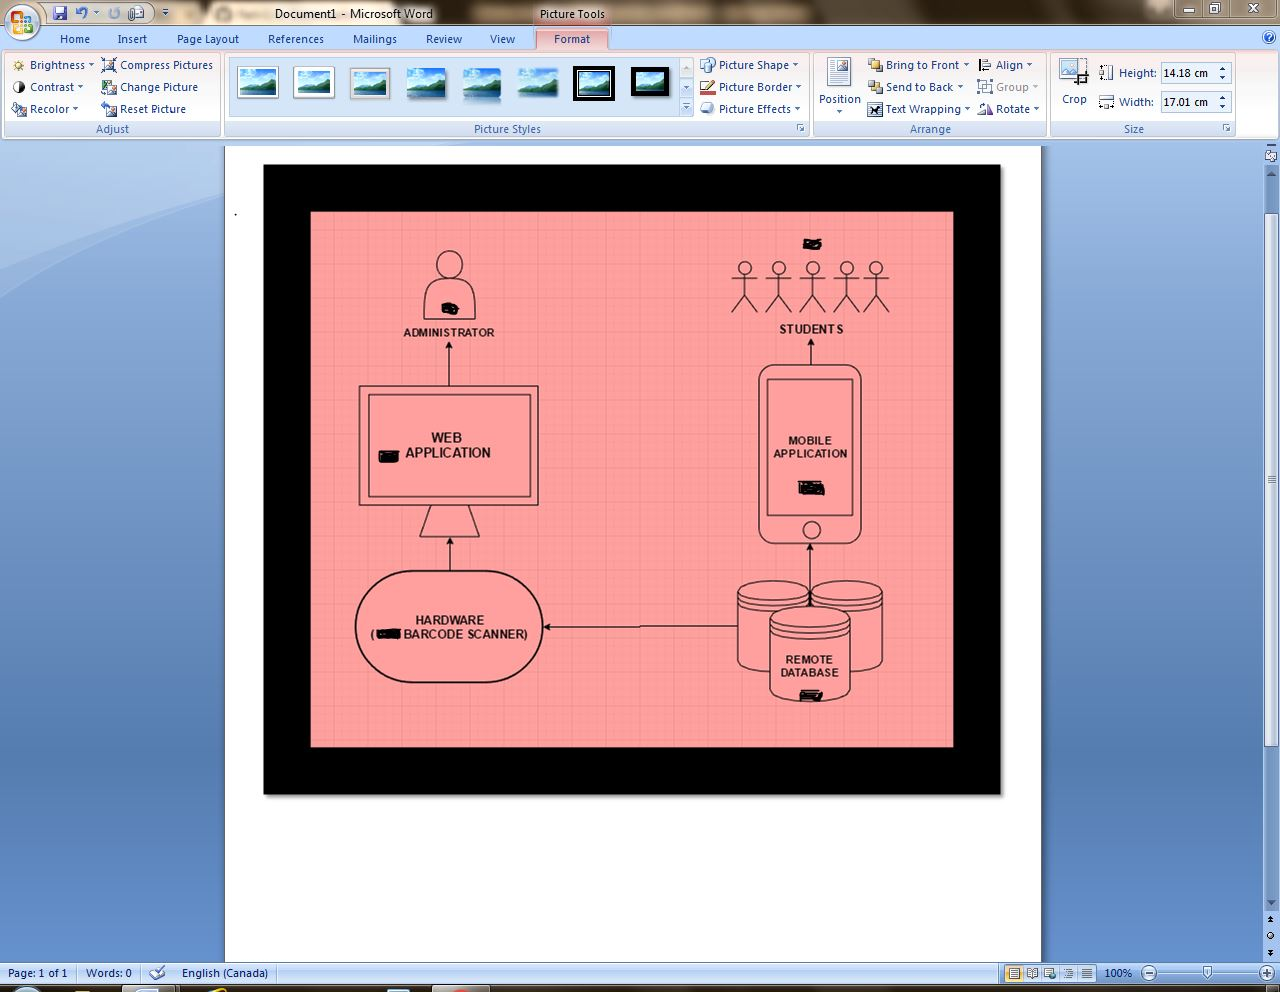 Document1 - Microsoft Word
Picture Tools
Home
Insert
Page Layout
References
Mailings
Review
View
Format
Brightness
Compress Pictures
Contrast
Change Picture
Recolor
Reset Picture
Adjust
Picture Styles
Picture Shape
Picture Border
Picture Effects
Position
Bring to Front
Send to Back
Text Wrapping
Align
Group
Rotate
Arrange
Crop
Height: 14.18 cm
Width: 17.01 cm
Size
ADMINISTRATOR
STUDENTS
WEB
APPLICATION
MOBILE
APPLICATION
HARDWARE
( BARCODE SCANNER)
REMOTE
DATABASE
Page: 1 of 1
Words: 0
English (Canada)
100%